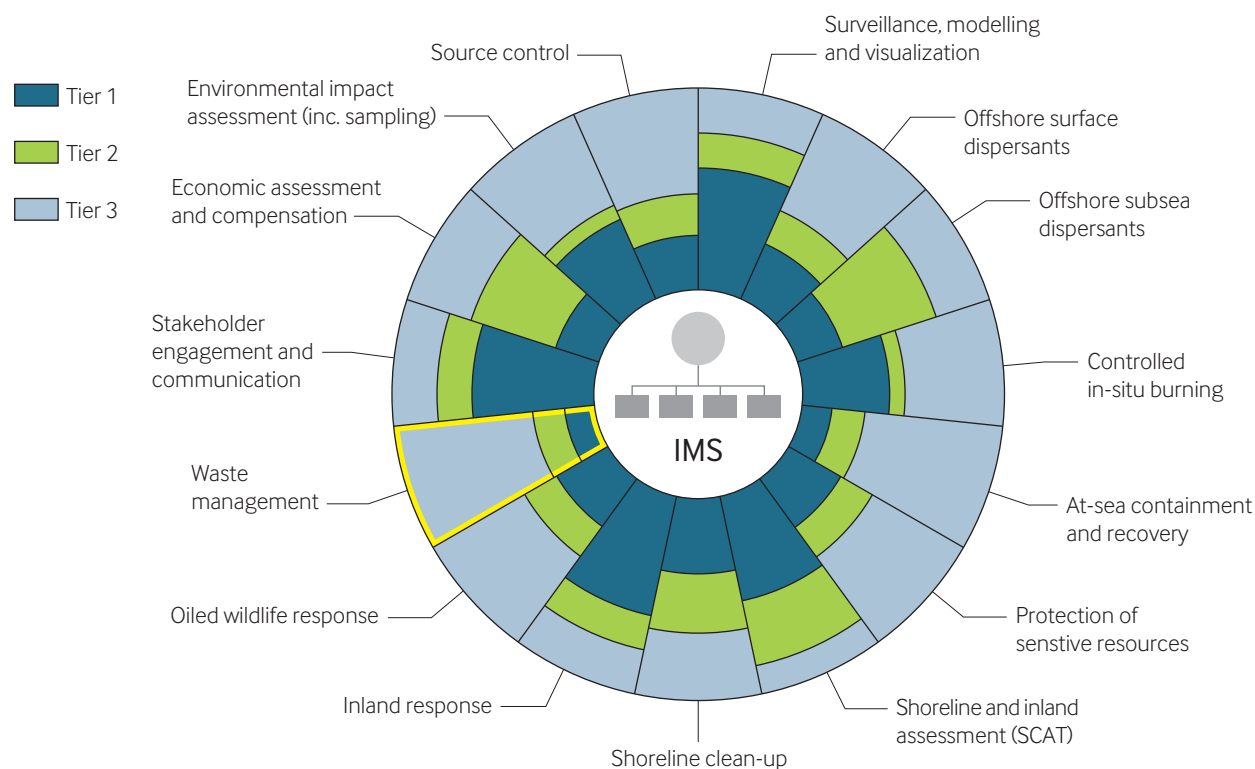 Tier 1
Tier 2
Tier 3
Source control
Surveillance, modelling
and visualization
Environmental impact
assessment (inc. sampling)
Offshore surface
dispersants
Economic assessment
and compensation
Offshore subsea
dispersants
Stakeholder
engagement and
communication
Controlled
in-situ burning
IMS
Waste
management
At-sea containment
and recovery
Oiled wildlife response
Protection of
senstive resources
Inland response
Shoreline and inland
assessment (SCAT)
Shoreline clean-up